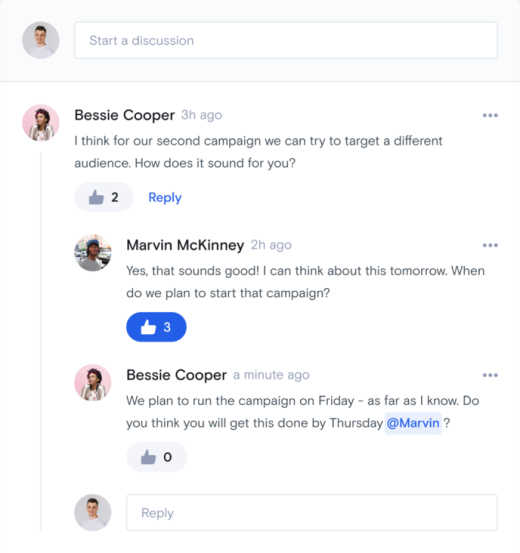 Start a discussion
Bessie Cooper 3h ago
I think for our second campaign we can try to target a different
audience. How does it sound for you?
2 Reply
Marvin McKinney 2h ago
Yes, that sounds good! I can think about this tomorrow. When
do we plan to start that campaign?
3
Bessie Cooper a minute ago
We plan to run the campaign on Friday - as far as I know. Do
you think you will get this done by Thursday @Marvin ?
0
Reply